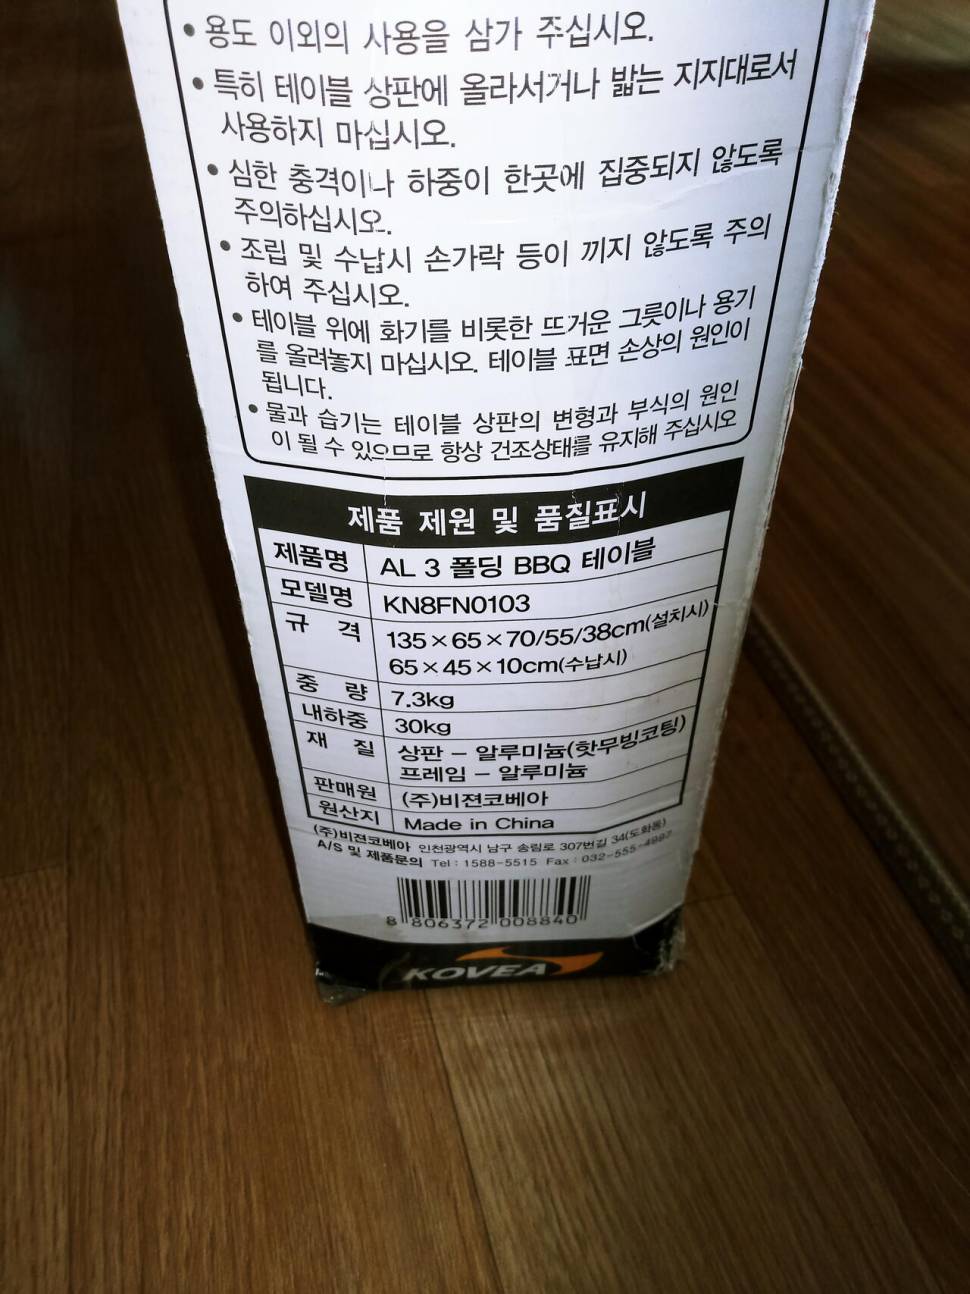 • 용도 이외의 사용을 삼가 주십시오.
• 특히 테이블 상판에 올라서거나 밟는 지지대로서
사용하지 마십시오.
• 심한 충격이나 하중이 한곳에 집중되지 않도록
주의하십시오.
• 조립 및 수납시 손가락 등이 끼지 않도록 주의
하여 주십시오.
• 테이블 위에 화기를 비롯한 뜨거운 그릇이나 용기
를 올려놓지 마십시오. 테이블 표면 손상의 원인이
됩니다.
• 물과 습기는 테이블 상판의 변형과 부식의 원인
이 될 수 있으므로 항상 건조상태를 유지해 주십시오
제품 제원 및 품질표시
제품명 AL 3 폴딩 BBQ 테이블
모델명 KN8FN0103
규 격 135×65×70/55/38cm(설치시)
65×45×10cm(수납시)
중 량 7.3kg
내하중 30kg
재 질 상판 - 알루미늄(핫무빙코팅)
프레임 - 알루미늄
판매원 (주)비젼코베아
원산지 Made in China
(주)비젼코베아 인천광역시 남구 송림로 307번길 34(도화동)
A/S 및 제품문의 Tel : 1588-5515 Fax : 032-555-4997
8 806372 008840
KOVEA